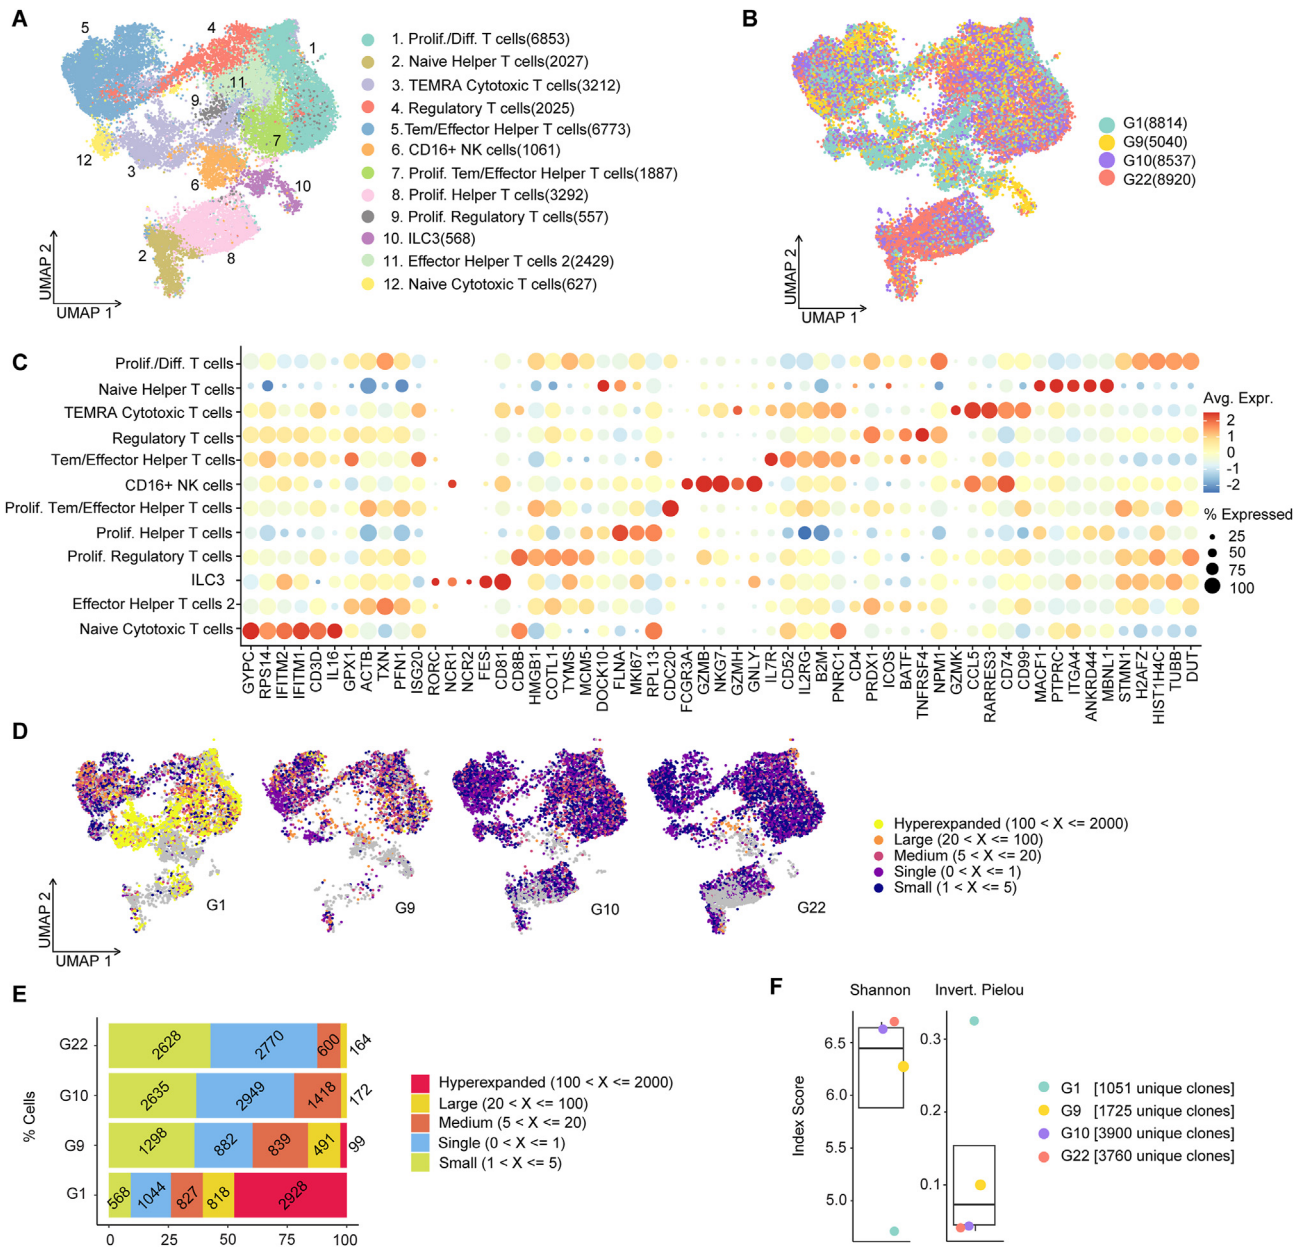 A
5
4
1
11
9
7
12
3
6
10
2
8
UMAP 2
UMAP 1
1. Prolif./Diff. T cells(6853)
2. Naive Helper T cells(2027)
3. TEMRA Cytotoxic T cells(3212)
4. Regulatory T cells(2025)
5.Tem/Effector Helper T cells(6773)
6. CD16+ NK cells(1061)
7. Prolif. Tem/Effector Helper T cells(1887)
8. Prolif. Helper T cells(3292)
9. Prolif. Regulatory T cells(557)
10. ILC3(568)
11. Effector Helper T cells 2(2429)
12. Naive Cytotoxic T cells(627)
B
UMAP 2
UMAP 1
G1(8814)
G9(5040)
G10(8537)
G22(8920)
C
Prolif./Diff. T cells
Naive Helper T cells
TEMRA Cytotoxic T cells
Regulatory T cells
Tem/Effector Helper T cells
CD16+ NK cells
Prolif. Tem/Effector Helper T cells
Prolif. Helper T cells
Prolif. Regulatory T cells
ILC3
Effector Helper T cells 2
Naive Cytotoxic T cells
GYPC
RPS14
IFITM2
IFITM1
CD3D
IL16
GPX1
ACTB
TXN
PFN1
ISG20
RORC
NCR1
NCR2
FES
CD81
CD8B
HMGB1
COTL1
TYMS
MCM5
DOCK10
FLNA
MKI67
RPL13
CDC20
FCGR3A
GZMB
NKG7
GZMH
GNLY
IL7R
CD52
IL2RG
B2M
PNRC1
CD4
PRDX1
ICOS
BATF
TNFRSF4
NPM1
GZMK
CCL5
RARRES3
CD74
CD99
MACF1
PTPRC
ITGA4
ANKRD44
MBNL1
STMN1
H2AFZ
HIST1H4C
TUBB
DUT
Avg. Expr.
2
1
0
-1
-2
% Expressed
25
50
75
100
D
G1
G9
G10
G22
UMAP 2
UMAP 1
Hyperexpanded (100 < X <= 2000)
Large (20 < X <= 100)
Medium (5 < X <= 20)
Single (0 < X <= 1)
Small (1 < X <= 5)
E
% Cells
G22
2628
2770
600
164
G10
2635
2949
1418
172
G9
1298
882
839
491
99
G1
568
1044
827
818
2928
0
25
50
75
100
Hyperexpanded (100 < X <= 2000)
Large (20 < X <= 100)
Medium (5 < X <= 20)
Single (0 < X <= 1)
Small (1 < X <= 5)
F
Shannon
Invert. Pielou
Index Score
6.5
6.0
5.5
5.0
0.3
0.2
0.1
G1 [1051 unique clones]
G9 [1725 unique clones]
G10 [3900 unique clones]
G22 [3760 unique clones]